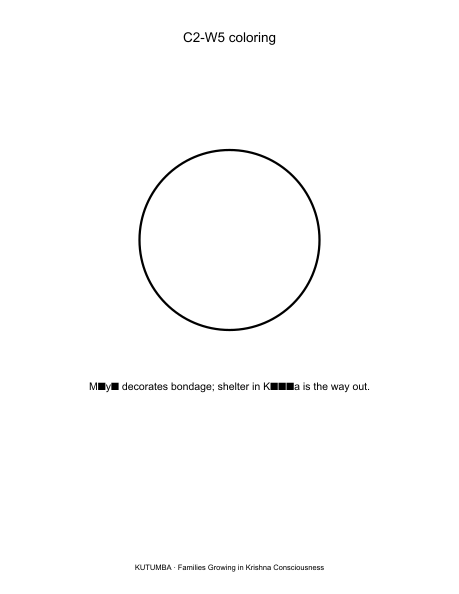 C2-W5 coloring
M■y■ decorates bondage; shelter in K■■■a is the way out.
KUTUMBA · Families Growing in Krishna Consciousness